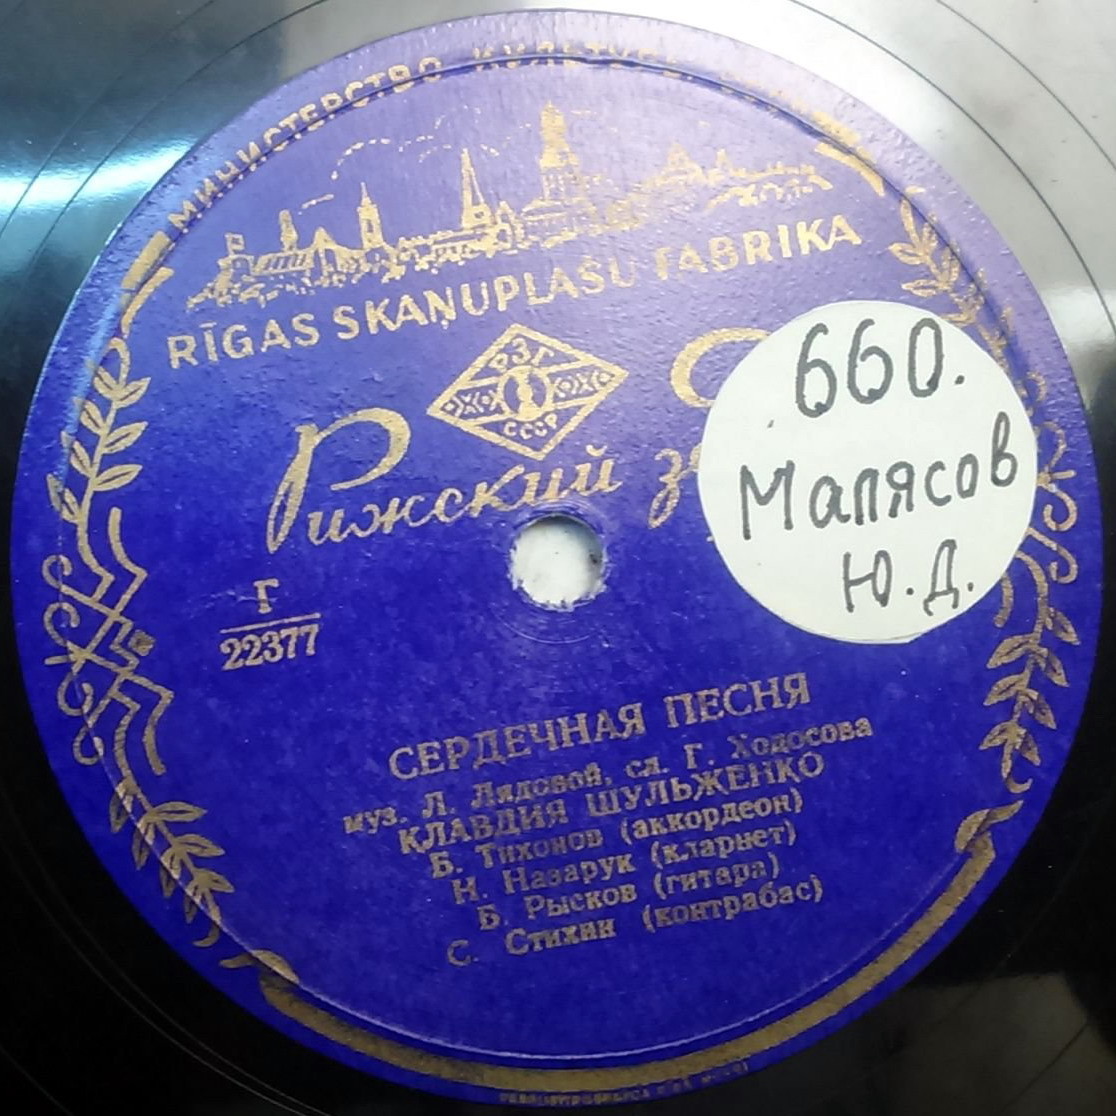 МИНИСТЕРСТВО КУЛЬТУРЫ
RĪGAS SKAŅUPLAŠU FABRIKA
РЗГ
СССР
Рижский
660.
Малясов
Ю.Д.
Г
22377
СЕРДЕЧНАЯ ПЕСНЯ
муз. Л. Лядовой, сл. Г. Ходосова
КЛАВДИЯ ШУЛЬЖЕНКО
Б. Тихонов (аккордеон)
Н. Назарук (кларнет)
Б. Рысков (гитара)
С. Стихин (контрабас)